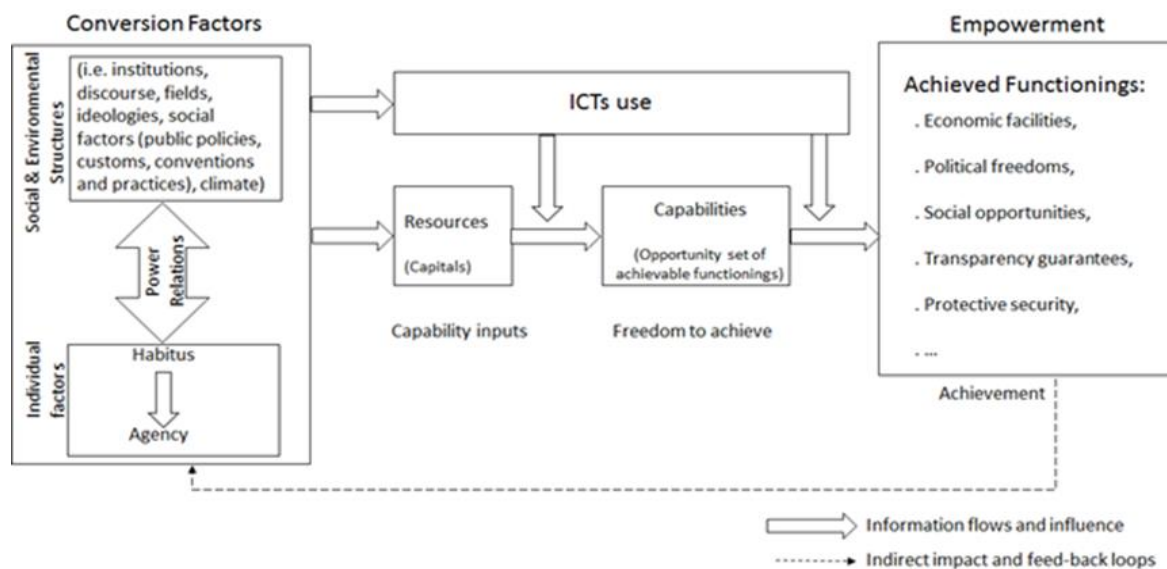 Conversion Factors
Empowerment
Social & Environmental
Structures
(i.e. institutions,
discourse, fields,
ideologies, social
factors (public policies,
customs, conventions
and practices), climate)
Power
Relations
Individual
factors
Habitus
Agency
ICTs use
Resources
(Capitals)
Capabilities
(Opportunity set of
achievable functionings)
Capability inputs
Freedom to achieve
Achieved Functionings:
. Economic facilities,
. Political freedoms,
. Social opportunities,
. Transparency guarantees,
. Protective security,
. ...
Achievement
Information flows and influence
Indirect impact and feed-back loops